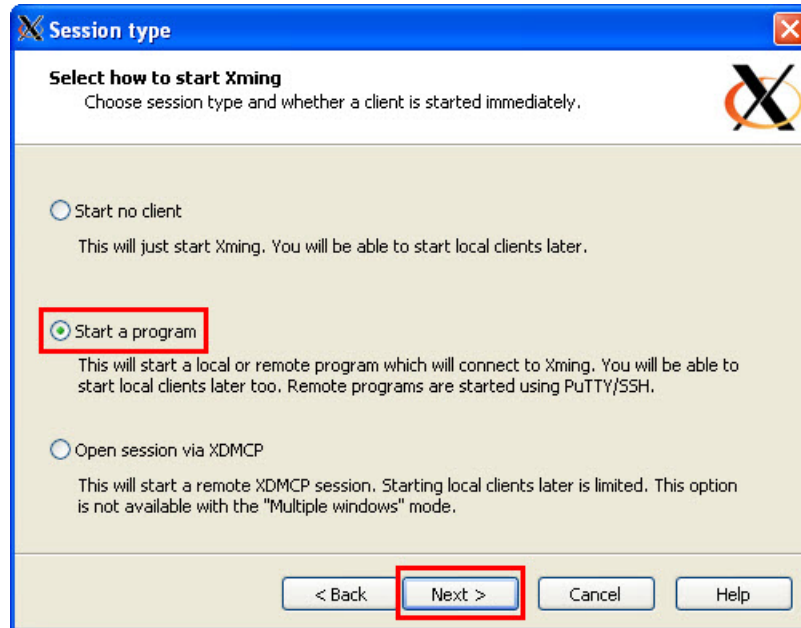 Session type
Select how to start Xming
Choose session type and whether a client is started immediately.
Start no client
This will just start Xming. You will be able to start local clients later.
Start a program
This will start a local or remote program which will connect to Xming. You will be able to
start local clients later too. Remote programs are started using PuTTY/SSH.
Open session via XDMCP
This will start a remote XDMCP session. Starting local clients later is limited. This option
is not available with the "Multiple windows" mode.
< Back Next > Cancel Help